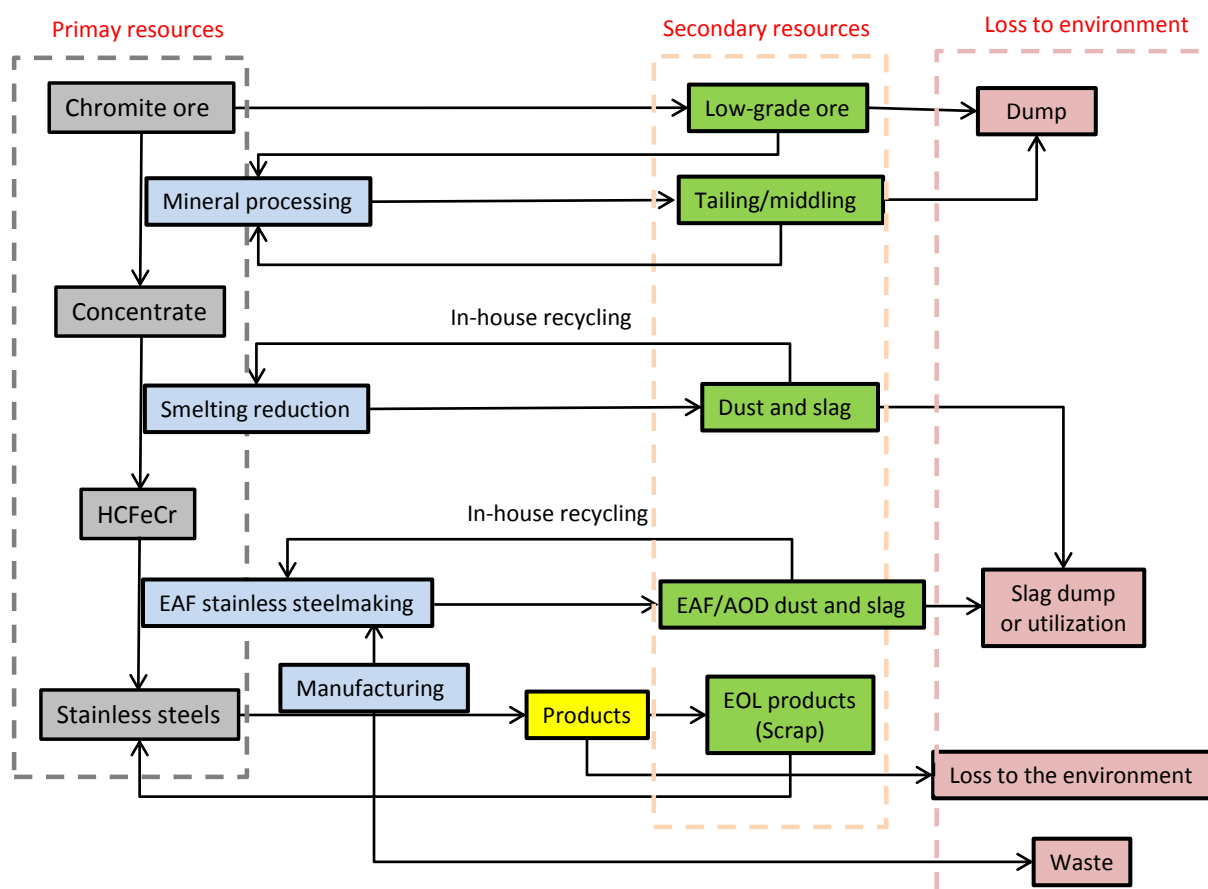 Primay resources
Secondary resources
Loss to environment
Chromite ore
Low-grade ore
Dump
Mineral processing
Tailing/middling
Concentrate
In-house recycling
Smelting reduction
Dust and slag
HCFeCr
In-house recycling
EAF stainless steelmaking
EAF/AOD dust and slag
Slag dump
or utilization
Manufacturing
Stainless steels
Products
EOL products
(Scrap)
Loss to the environment
Waste